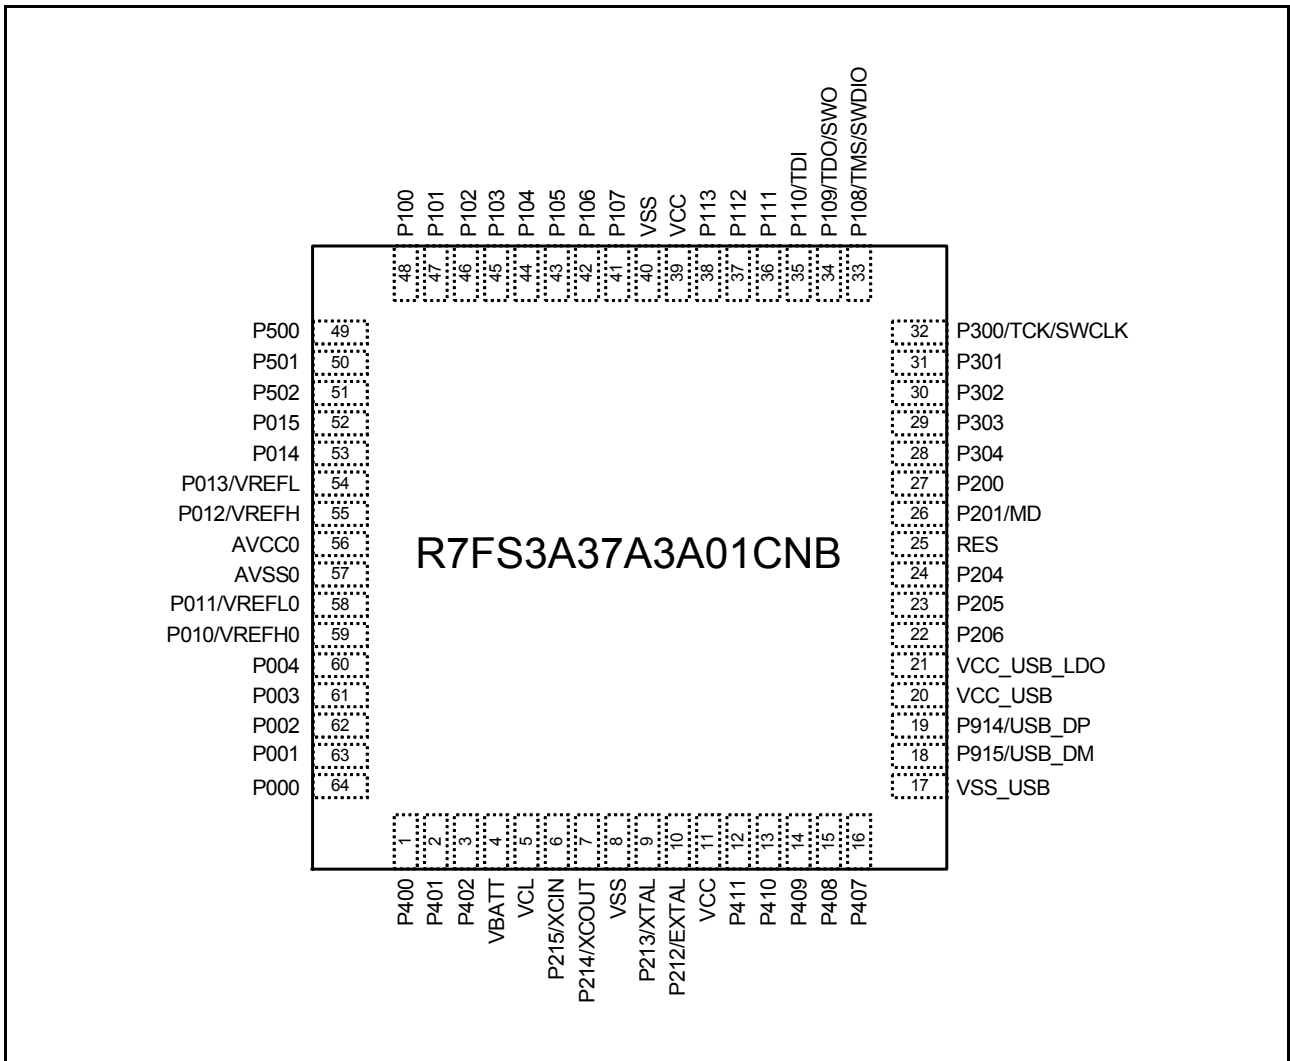 P100
P101
P102
P103
P104
P105
P106
P107
VSS
VCC
P113
P112
P111
P110/TDI
P109/TDO/SWO
P108/TMS/SWDIO
48
47
46
45
44
43
42
41
40
39
38
37
36
35
34
33
P500 49
P501 50
P502 51
P015 52
P014 53
P013/VREFL 54
P012/VREFH 55
AVCC0 56
AVSS0 57
P011/VREFL0 58
P010/VREFH0 59
P004 60
P003 61
P002 62
P001 63
P000 64
R7FS3A37A3A01CNB
32 P300/TCK/SWCLK
31 P301
30 P302
29 P303
28 P304
27 P200
26 P201/MD
25 RES
24 P204
23 P205
22 P206
21 VCC_USB_LDO
20 VCC_USB
19 P914/USB_DP
18 P915/USB_DM
17 VSS_USB
1
2
3
4
5
6
7
8
9
10
11
12
13
14
15
16
P400
P401
P402
VBATT
VCL
P215/XCIN
P214/XCOUT
VSS
P213/XTAL
P212/EXTAL
VCC
P411
P410
P409
P408
P407